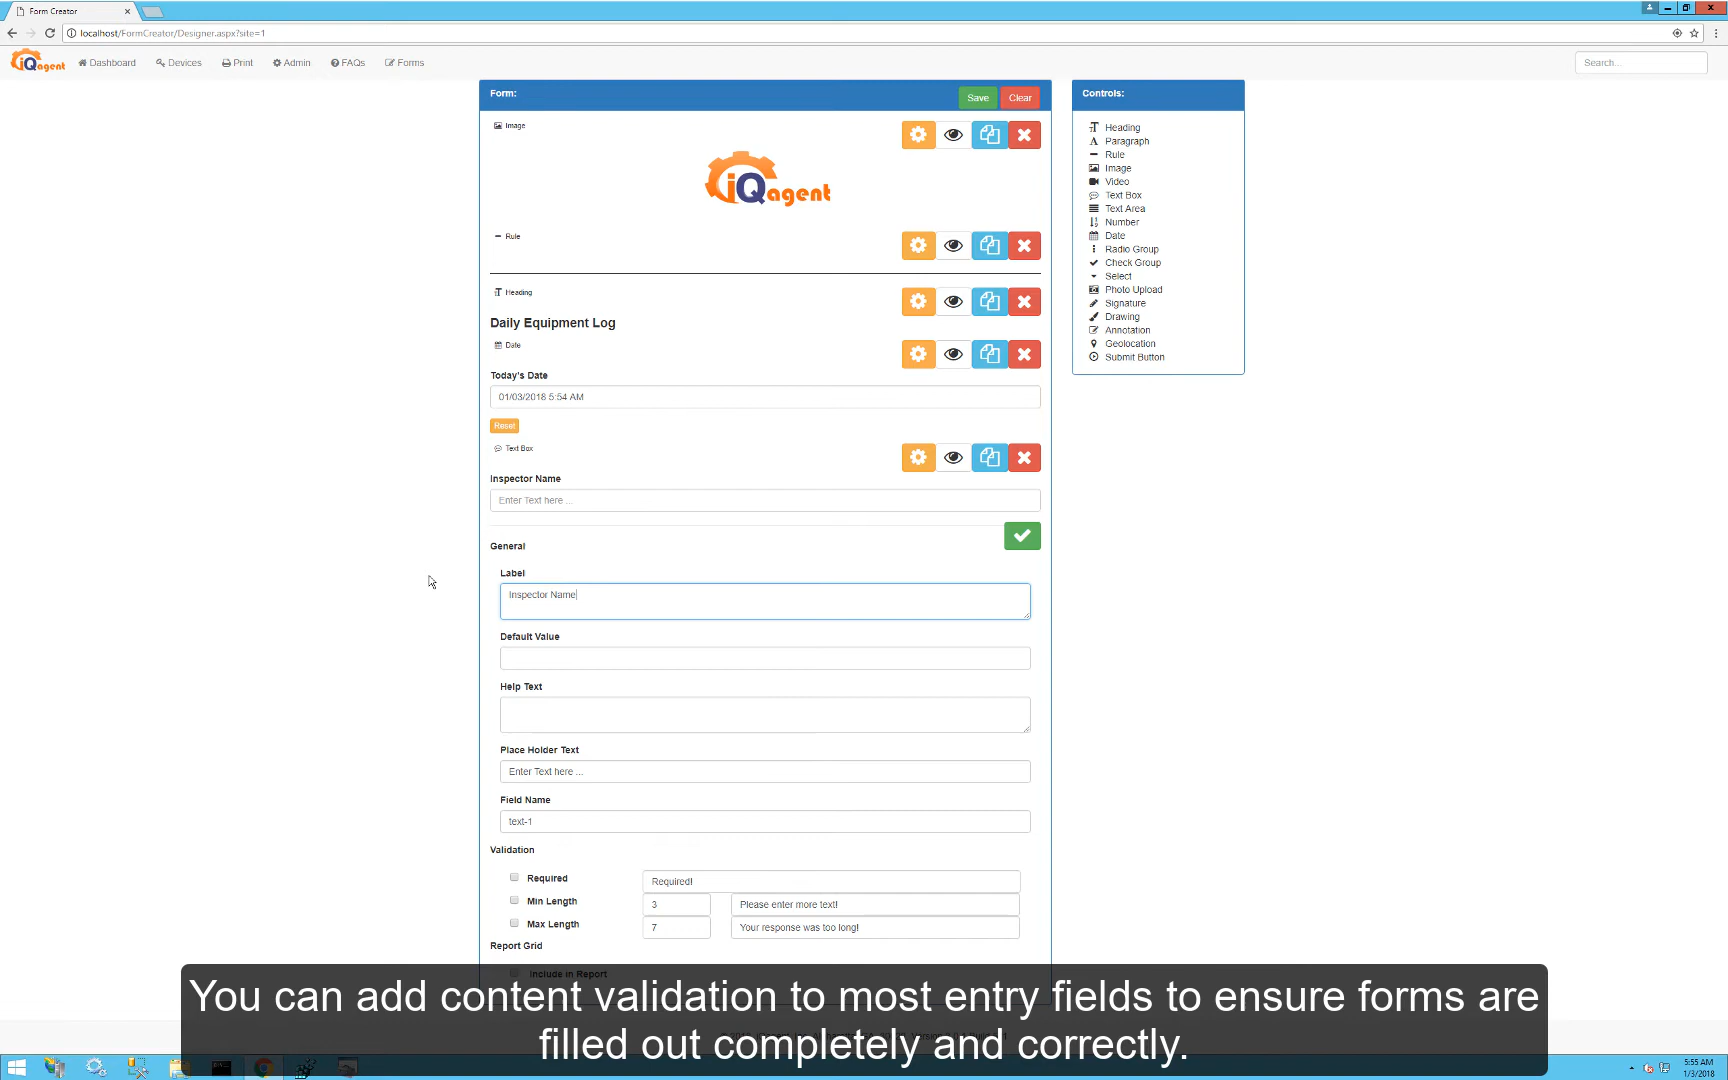 Form Creator
localhost/FormCreator/Designer.aspx?site=1
iQagent
Dashboard
Devices
Print
Admin
FAQs
Forms
Search...
Form:
Save
Clear
Image
iQagent
Rule
Heading
Daily Equipment Log
Date
Today's Date
01/03/2018 5:54 AM
Reset
Text Box
Inspector Name
Enter Text here ...
General
Label
Inspector Name
Default Value
Help Text
Place Holder Text
Enter Text here ...
Field Name
text-1
Validation
Required
Required!
Min Length
3
Please enter more text!
Max Length
7
Your response was too long!
Report Grid
Include in Report
Controls:
Heading
Paragraph
Rule
Image
Video
Text Box
Text Area
Number
Date
Radio Group
Check Group
Select
Photo Upload
Signature
Drawing
Annotation
Geolocation
Submit Button
You can add content validation to most entry fields to ensure forms are
filled out completely and correctly.
5:55 AM
1/3/2018